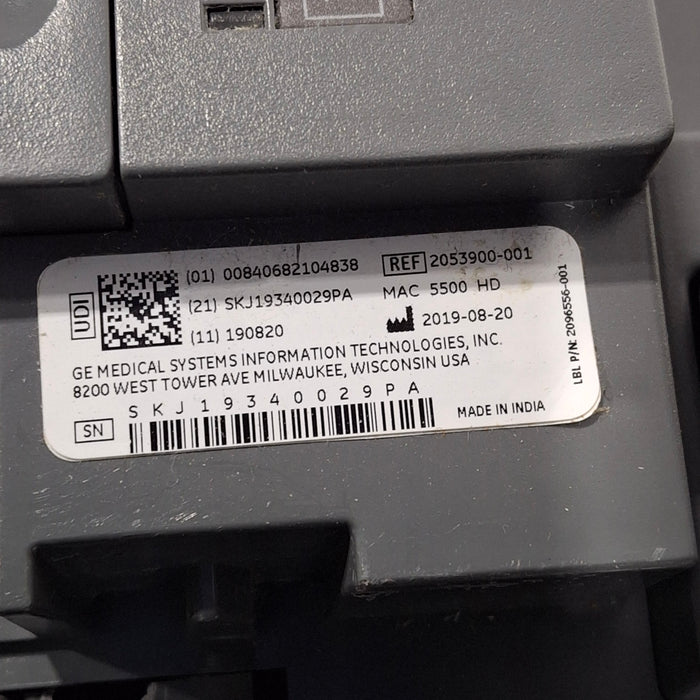 UDI
(01) 00840682104838
(21) SKJ19340029PA
(11) 190820
REF 2053900-001
MAC 5500 HD
2019-08-20
GE MEDICAL SYSTEMS INFORMATION TECHNOLOGIES, INC.
8200 WEST TOWER AVE MILWAUKEE, WISCONSIN USA
SKJ19340029PA
SN
MADE IN INDIA
LBL P/N: 2096556-001